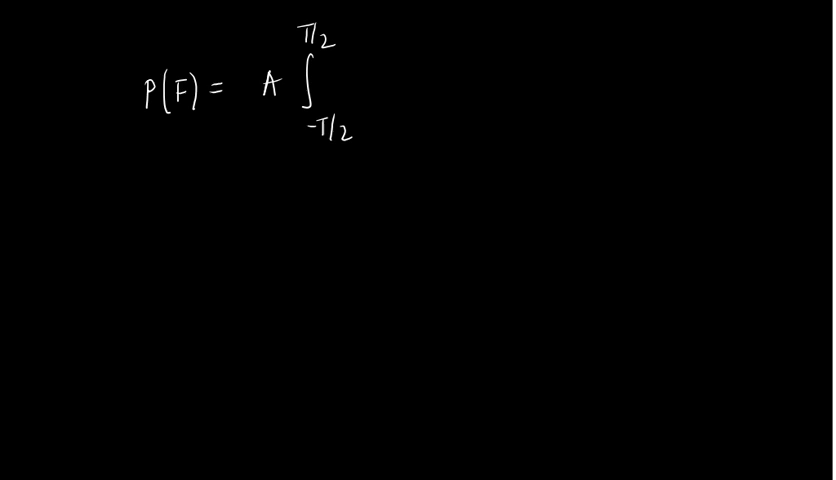 P(F) = A ∫_{-T/2}^{T/2}